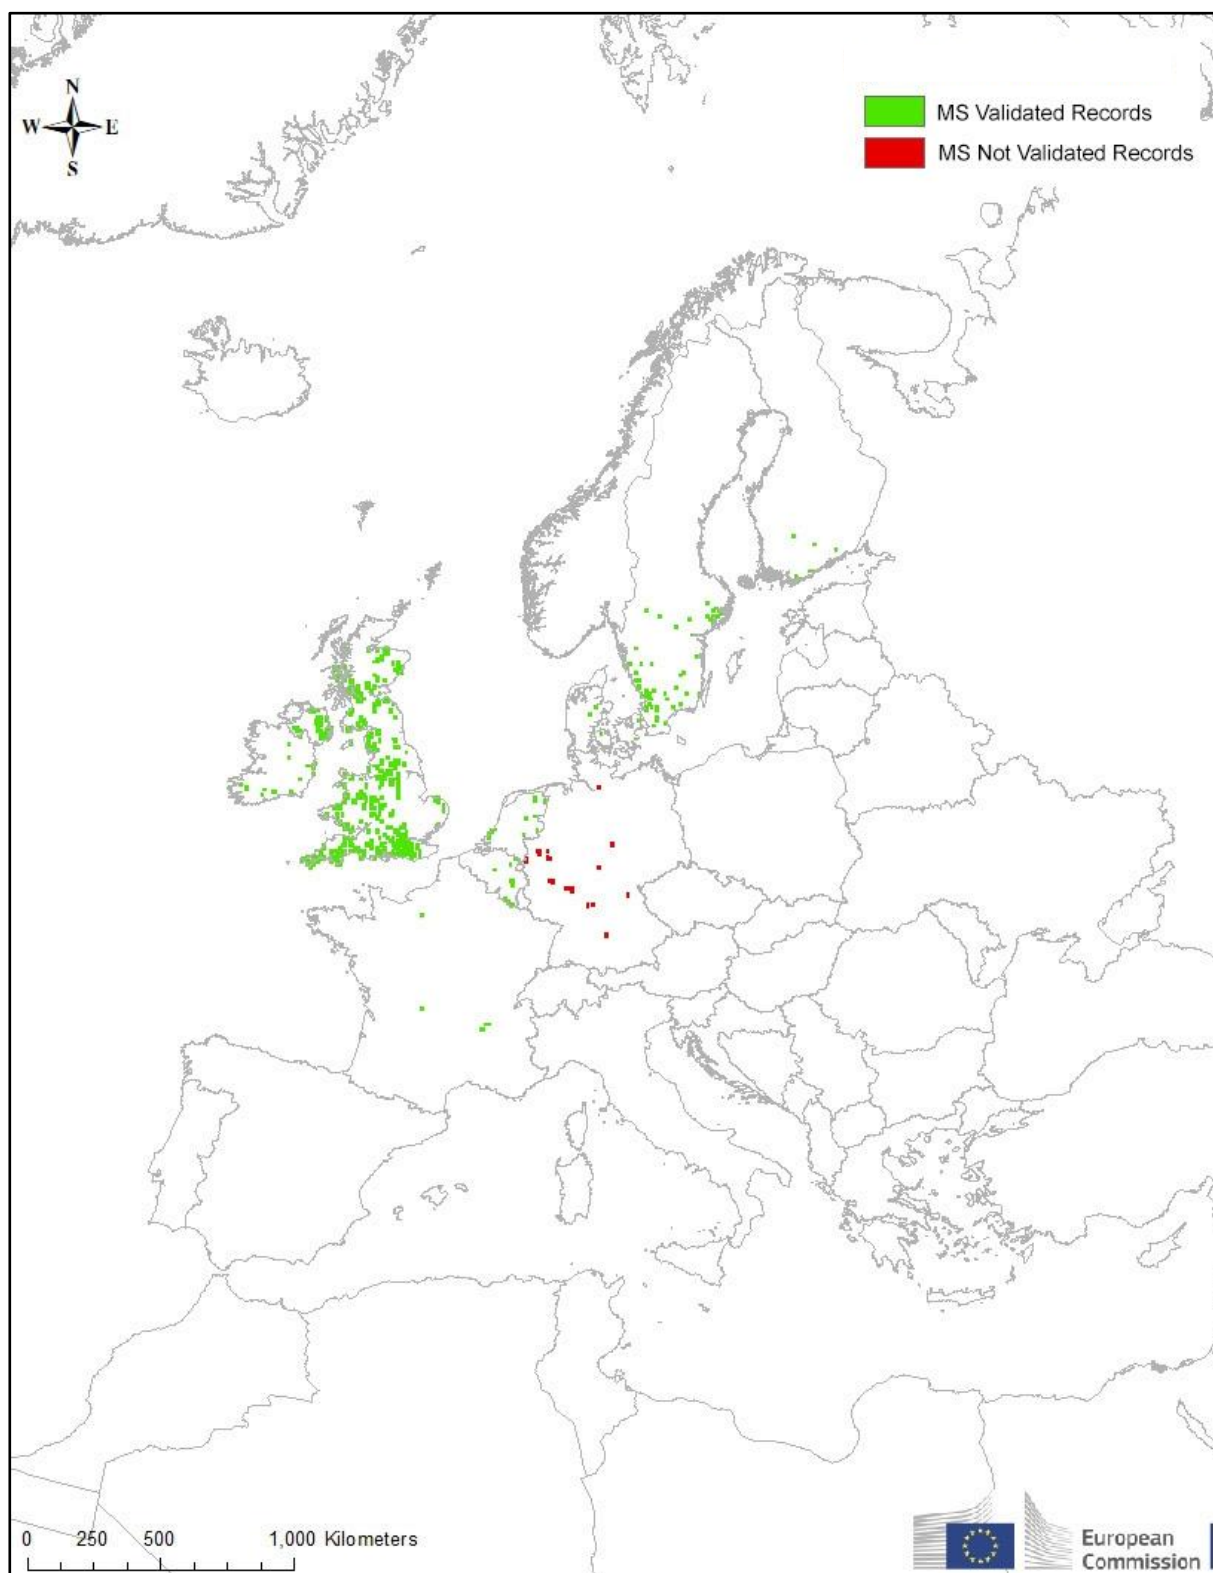 N
W E
S
MS Validated Records
MS Not Validated Records
0 250 500 1,000 Kilometers
European
Commission